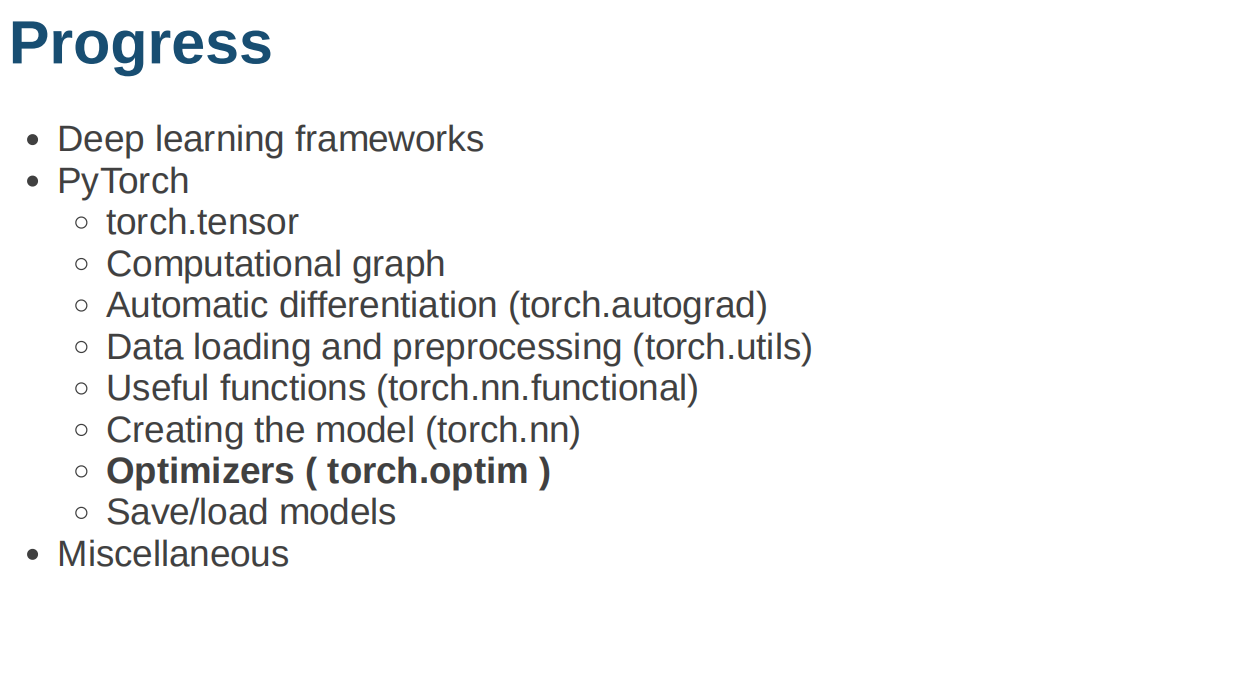 Progress
Deep learning frameworks
PyTorch
torch.tensor
Computational graph
Automatic differentiation (torch.autograd)
Data loading and preprocessing (torch.utils)
Useful functions (torch.nn.functional)
Creating the model (torch.nn)
Optimizers ( torch.optim )
Save/load models
Miscellaneous